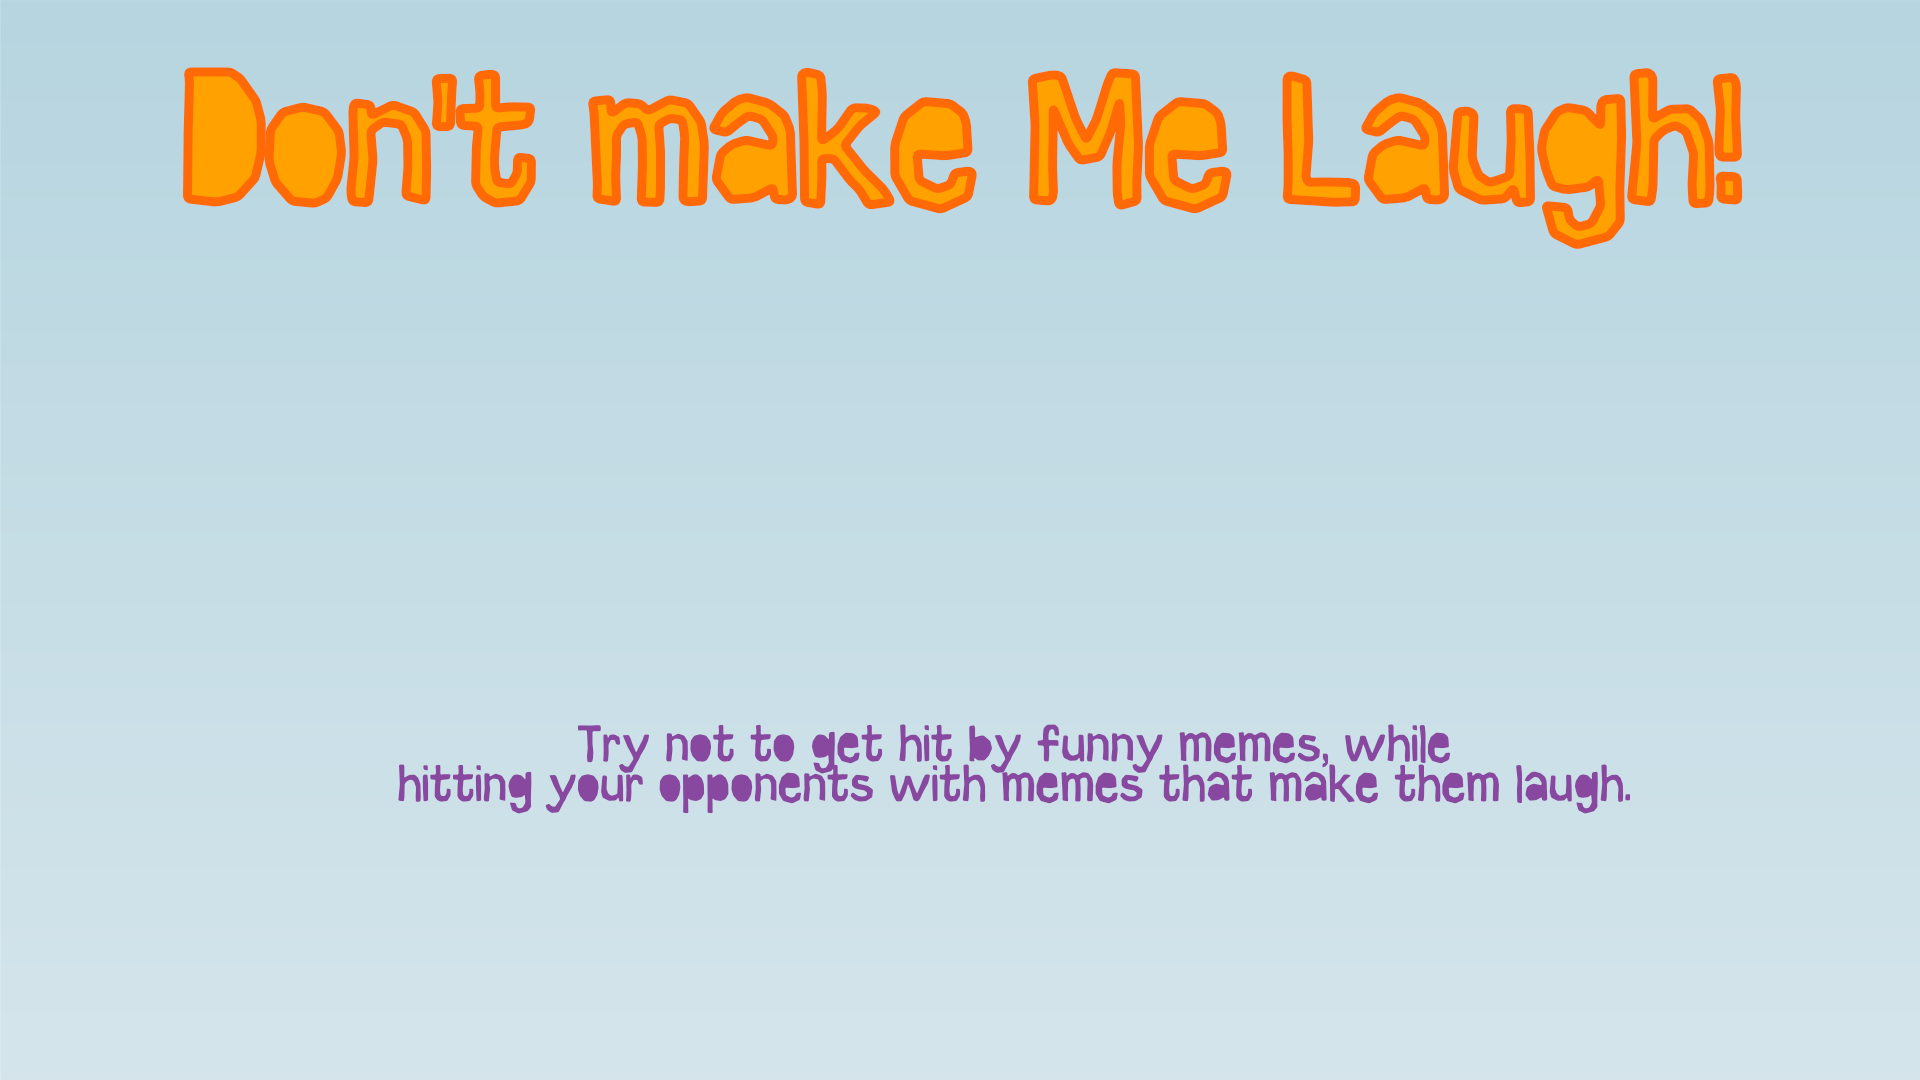 Don't make Me Laugh!
Try not to get hit by funny memes, while
hitting your opponents with memes that make them laugh.